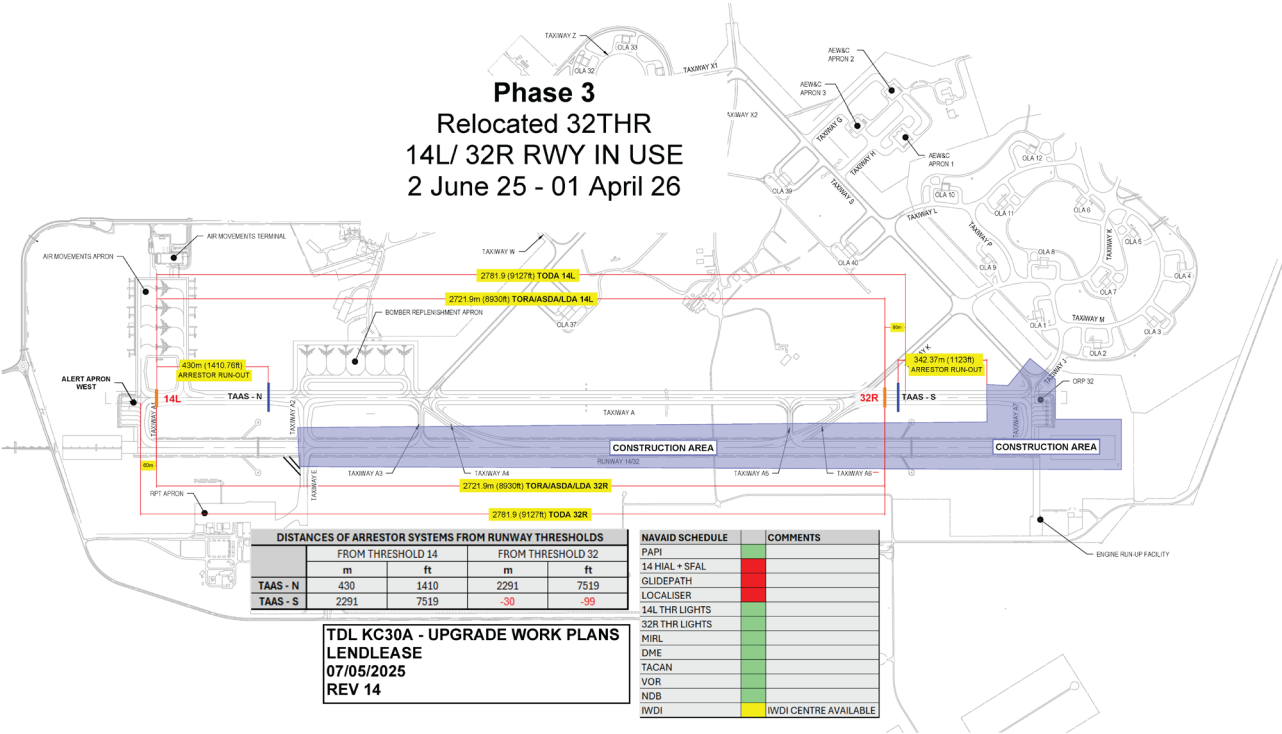 TAXIWAY Z
OLA 33
OLA 32
TAXIWAY X1
AEW&C
APRON 2
AEW&C
APRON 3
Phase 3
Relocated 32THR
14L/ 32R RWY IN USE
2 June 25 - 01 April 26
TAXIWAY X2
TAXIWAY G
TAXIWAY H
AEW&C
APRON 1
OLA 12
OLA 39
TAXIWAY S
OLA 10
OLA 11
OLA 6
TAXIWAY L
TAXIWAY P
TAXIWAY K
OLA 5
AIR MOVEMENTS TERMINAL
AIR MOVEMENTS APRON
TAXIWAY W
OLA 40
OLA 8
OLA 9
OLA 4
2781.9 (9127ft) TODA 14L
OLA 7
2721.9m (8930ft) TORA/ASDA/LDA 14L
BOMBER REPLENISHMENT APRON
OLA 37
60m
OLA 1
TAXIWAY M
OLA 3
OLA 2
430m (1410.76ft)
ARRESTOR RUN-OUT
K
342.37m (1123ft)
ARRESTOR RUN-OUT
TAXIWAY J
ORP 32
ALERT APRON
WEST
14L
TAAS - N
32R
TAAS - S
TAXIWAY A1
TAXIWAY A2
TAXIWAY A
TAXIWAY A7
CONSTRUCTION AREA
CONSTRUCTION AREA
RUNWAY 14/32
60m
TAXIWAY E
TAXIWAY A3
TAXIWAY A4
TAXIWAY A5
TAXIWAY A6
2721.9m (8930ft) TORA/ASDA/LDA 32R
RPT APRON
2781.9 (9127ft) TODA 32R
ENGINE RUN-UP FACILITY
DISTANCES OF ARRESTOR SYSTEMS FROM RUNWAY THRESHOLDS
FROM THRESHOLD 14 FROM THRESHOLD 32
m ft m ft
TAAS - N 430 1410 2291 7519
TAAS - S 2291 7519 -30 -99
NAVAID SCHEDULE COMMENTS
PAPI
14 HIAL + SFAL
GLIDEPATH
LOCALISER
14L THR LIGHTS
32R THR LIGHTS
MIRL
DME
TACAN
VOR
NDB
IWDI IWDI CENTRE AVAILABLE
TDL KC30A - UPGRADE WORK PLANS
LENDLEASE
07/05/2025
REV 14